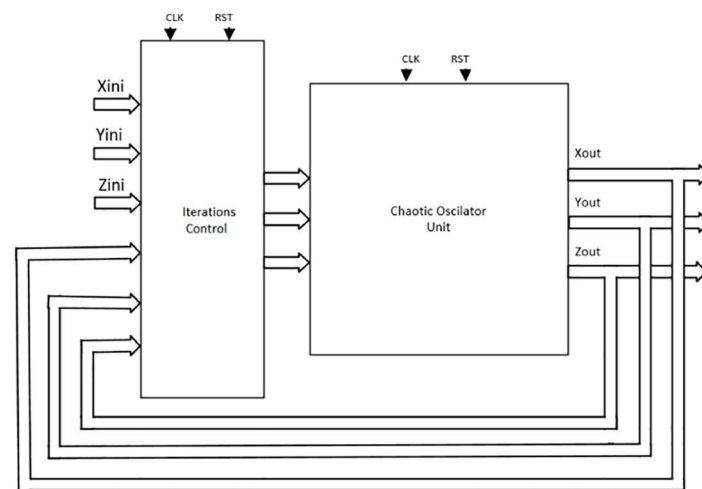 CLK RST
CLK RST
Xini
Yini
Zini
Iterations
Control
Chaotic Oscilator
Unit
Xout
Yout
Zout